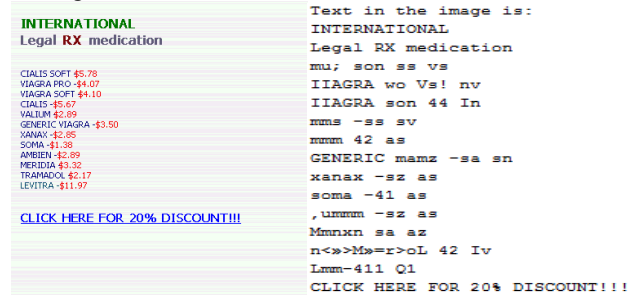 INTERNATIONAL
Legal RX medication
CIALIS SOFT $5.78
VIAGRA PRO -$4.07
VIAGRA SOFT $4.10
CIALIS -$5.67
VALIUM $2.89
GENERIC VIAGRA -$3.50
XANAX -$2.85
SOMA -$1.38
AMBIEN -$2.89
MERIDIA $3.32
TRAMADOL $2.17
LEVITRA -$11.97
CLICK HERE FOR 20% DISCOUNT!!!
Text in the image is:
INTERNATIONAL
Legal RX medication
mu; son ss vs
IIAGRA wo Vs! nv
IIAGRA son 44 In
mms -ss sv
mmm 42 as
GENERIC mamz -sa sn
xanax -sz as
soma -41 as
,ummm -sz as
Mmnxn sa az
n<»>M»=r>oL 42 Iv
Lmm-411 Q1
CLICK HERE FOR 20% DISCOUNT!!!